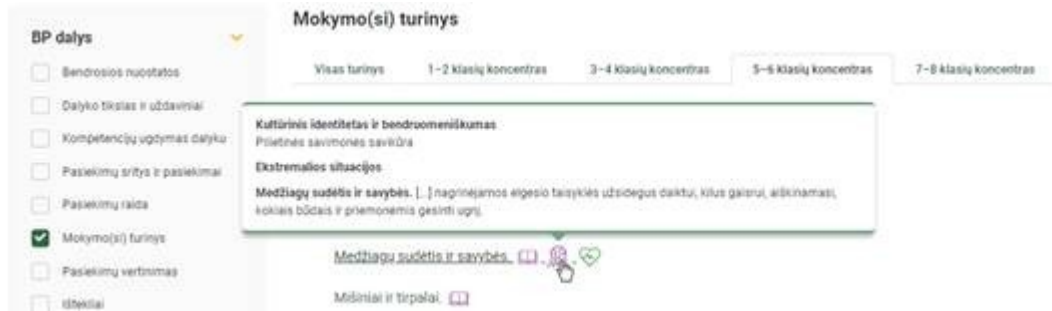 Mokymo(si) turinys
BP dalys
Bendrosios nuostatos
Dalyko tikslas ir uždaviniai
Kompetencijų ugdymas dalyku
Pasiekimų sritys ir pasiekimai
Pasiekimų raida
Mokymo(si) turinys
Pasiekimų vertinimas
Ištekliai
Visas turinys 1–2 klasių koncentras 3–4 klasių koncentras 5–6 klasių koncentras 7–8 klasių koncentras
Kultūrinis identitetas ir bendruomeniškumas
Pilietinės savimonės savikūra
Ekstremalios situacijos
Medžiagų sudėtis ir savybės. [...] nagrinėjamos elgesio taisyklės užsidegus daiktui, kilus gaisrui, aiškinamasi,
kokiais būdais ir priemonėmis gesinti ugnį.
Medžiagų sudėtis ir savybės.
Mišiniai ir tirpalai.